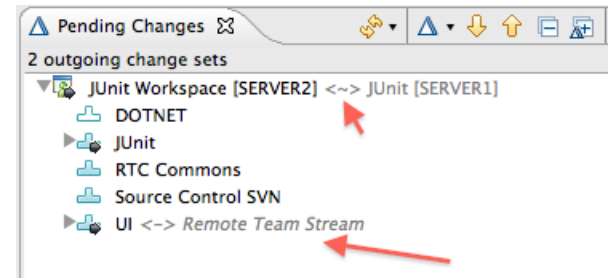 Pending Changes
2 outgoing change sets
JUnit Workspace [SERVER2] <~> JUnit [SERVER1]
DOTNET
JUnit
RTC Commons
Source Control SVN
UI <-> Remote Team Stream